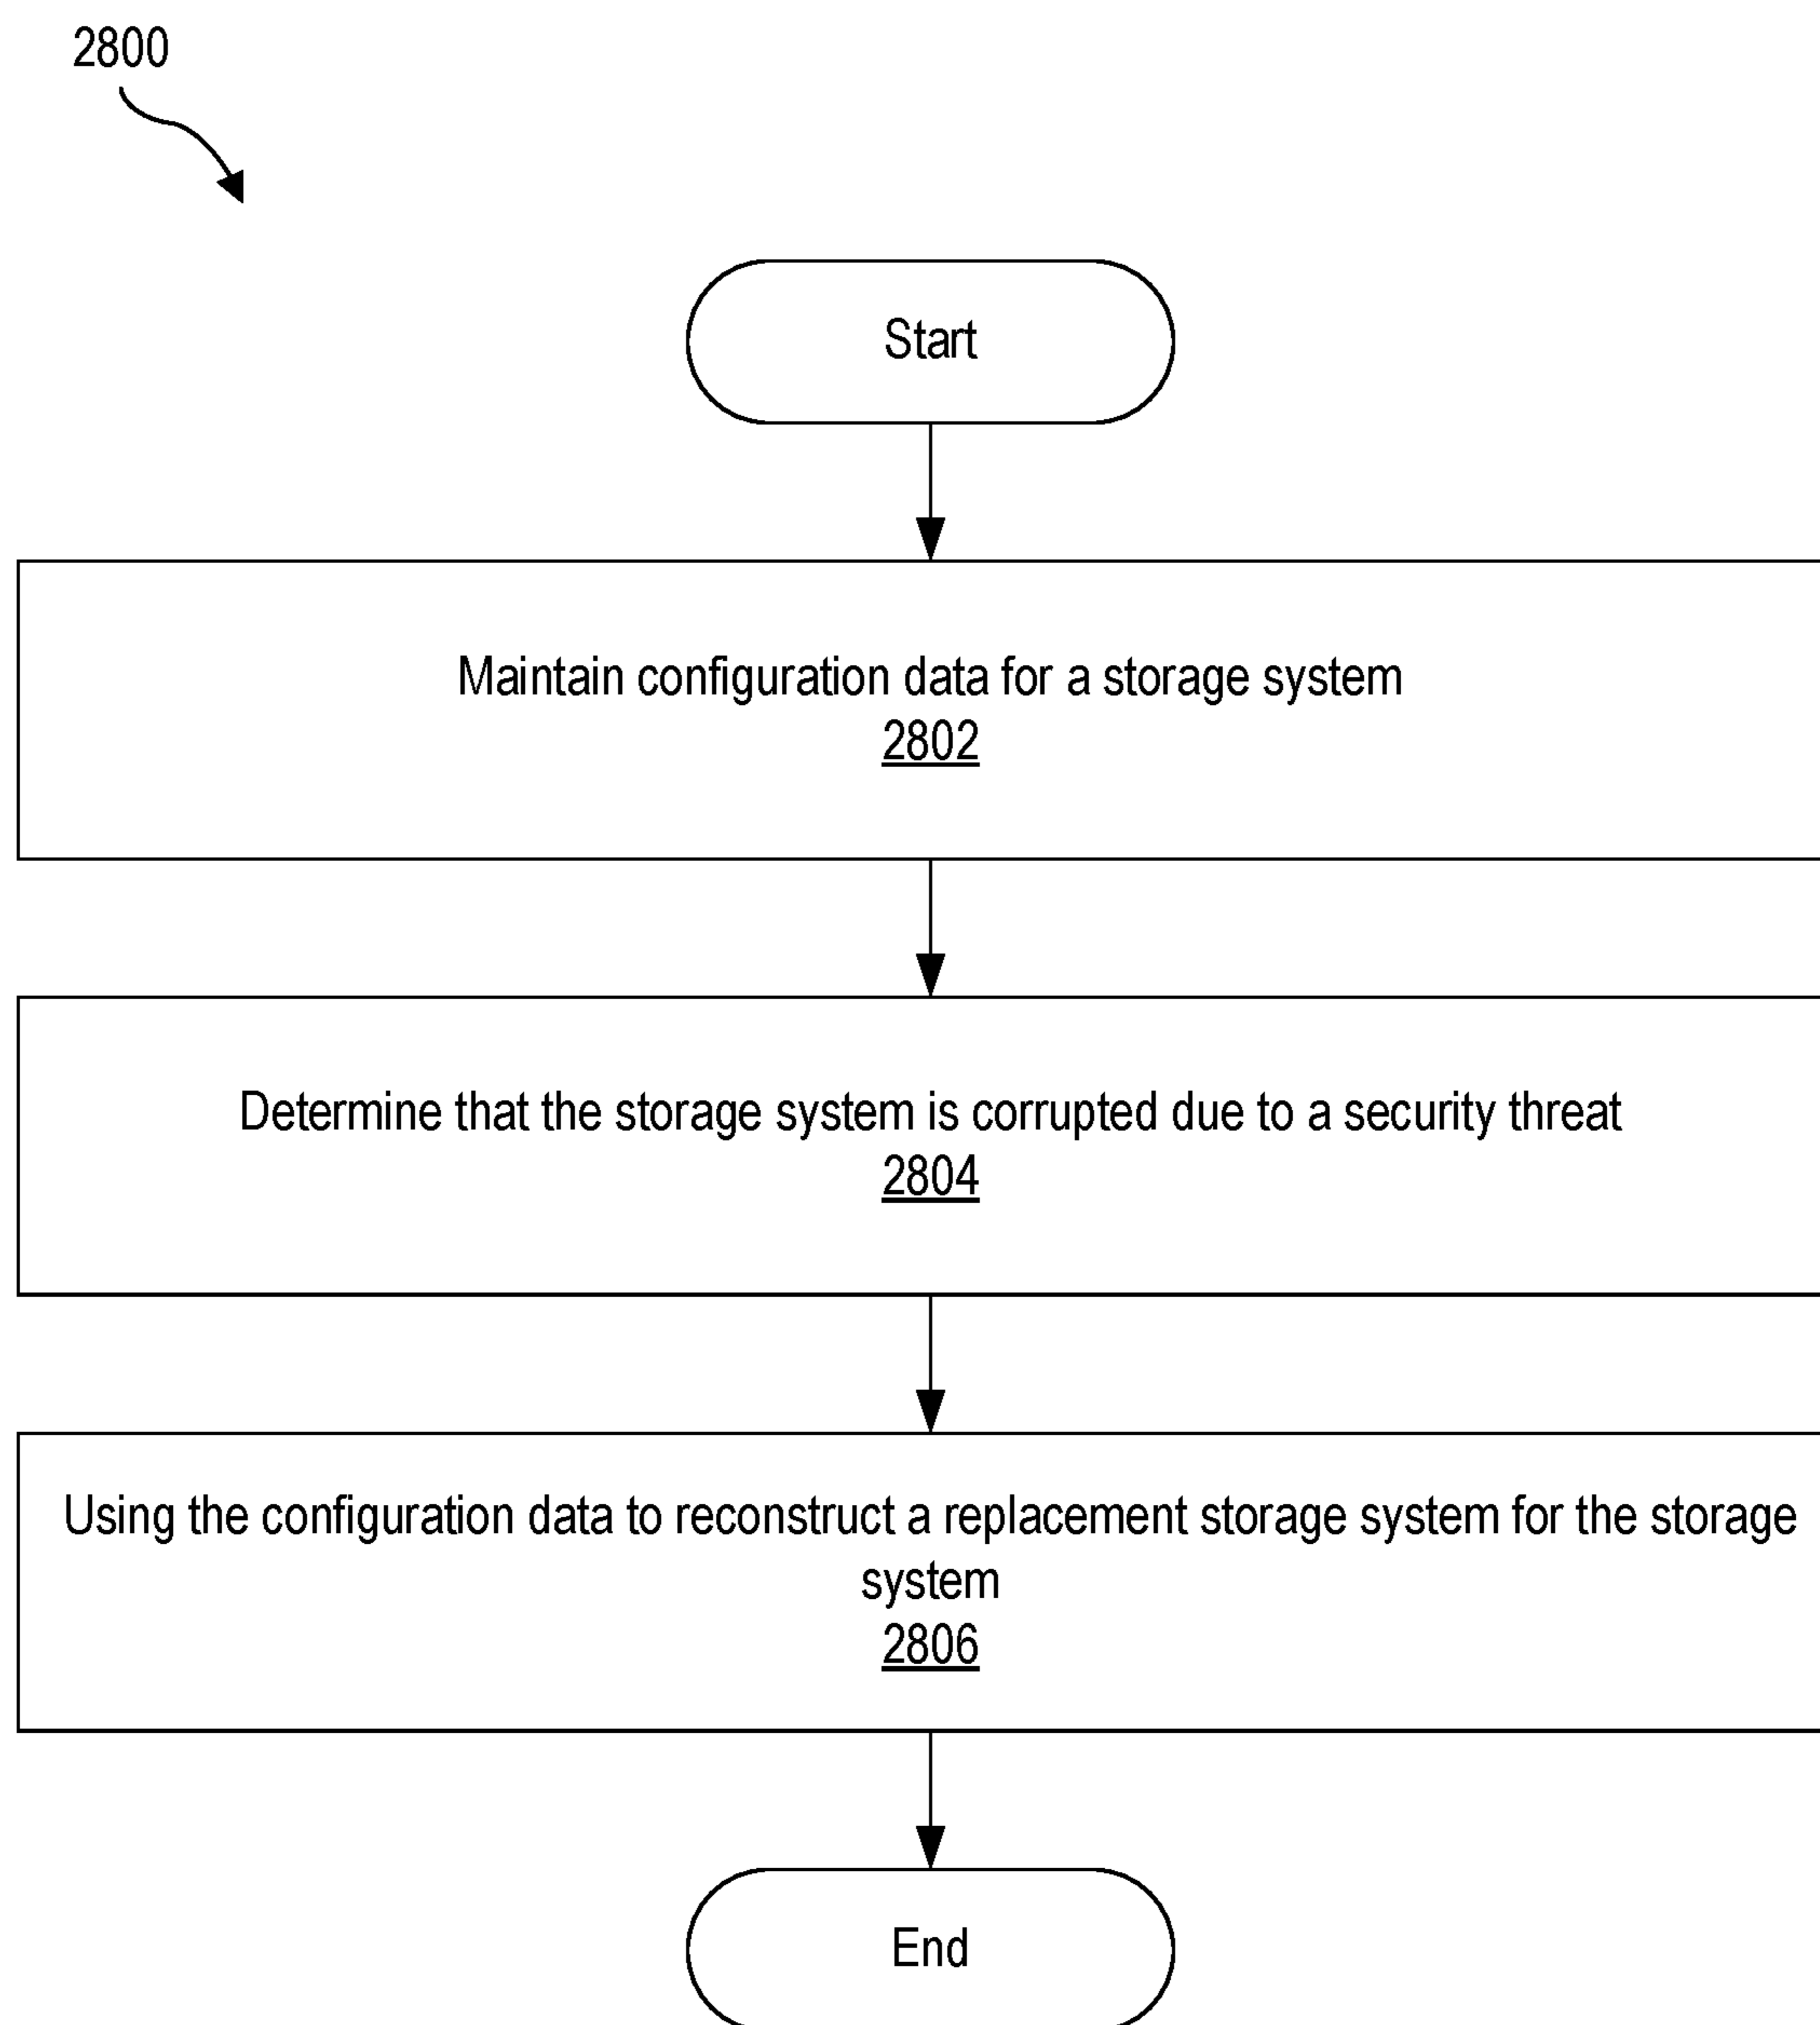 2800
Start
Maintain configuration data for a storage system
2802
Determine that the storage system is corrupted due to a security threat
2804
Using the configuration data to reconstruct a replacement storage system for the storage
system
2806
End